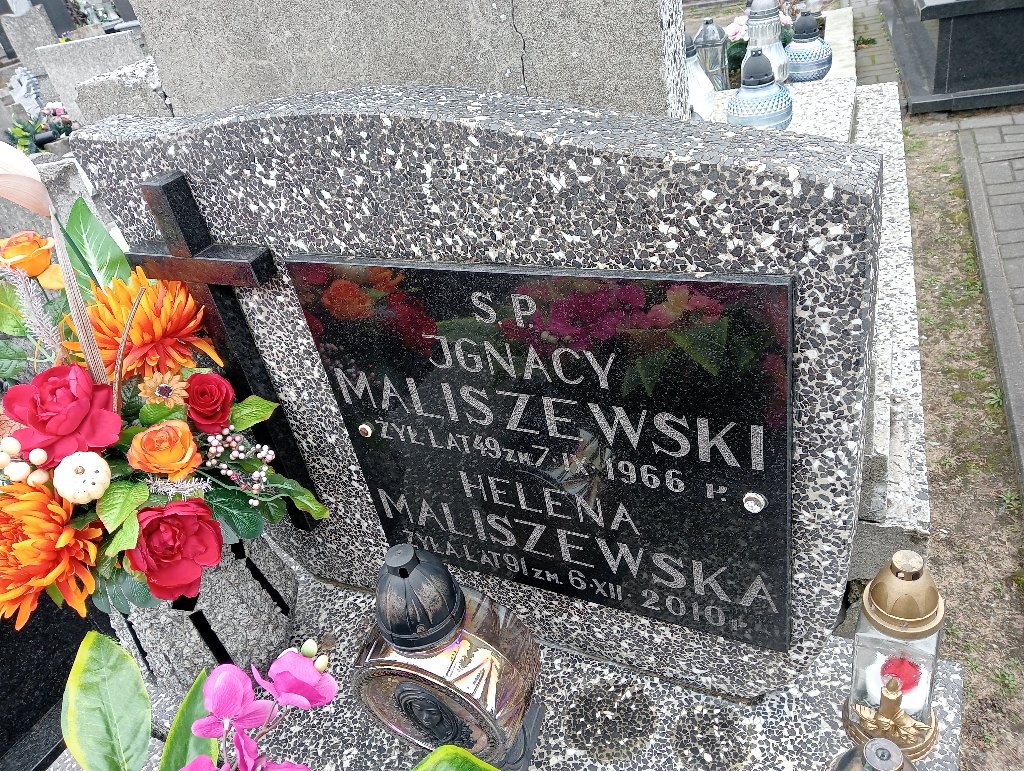 S.P.
JGNACY
MALISZEWSKI
ŻYŁ LAT 49 ZM. 7. IX. 1966 r.
HELENA
MALISZEWSKA
ŻYŁA LAT 91 ZM. 6.XII.2010 r.